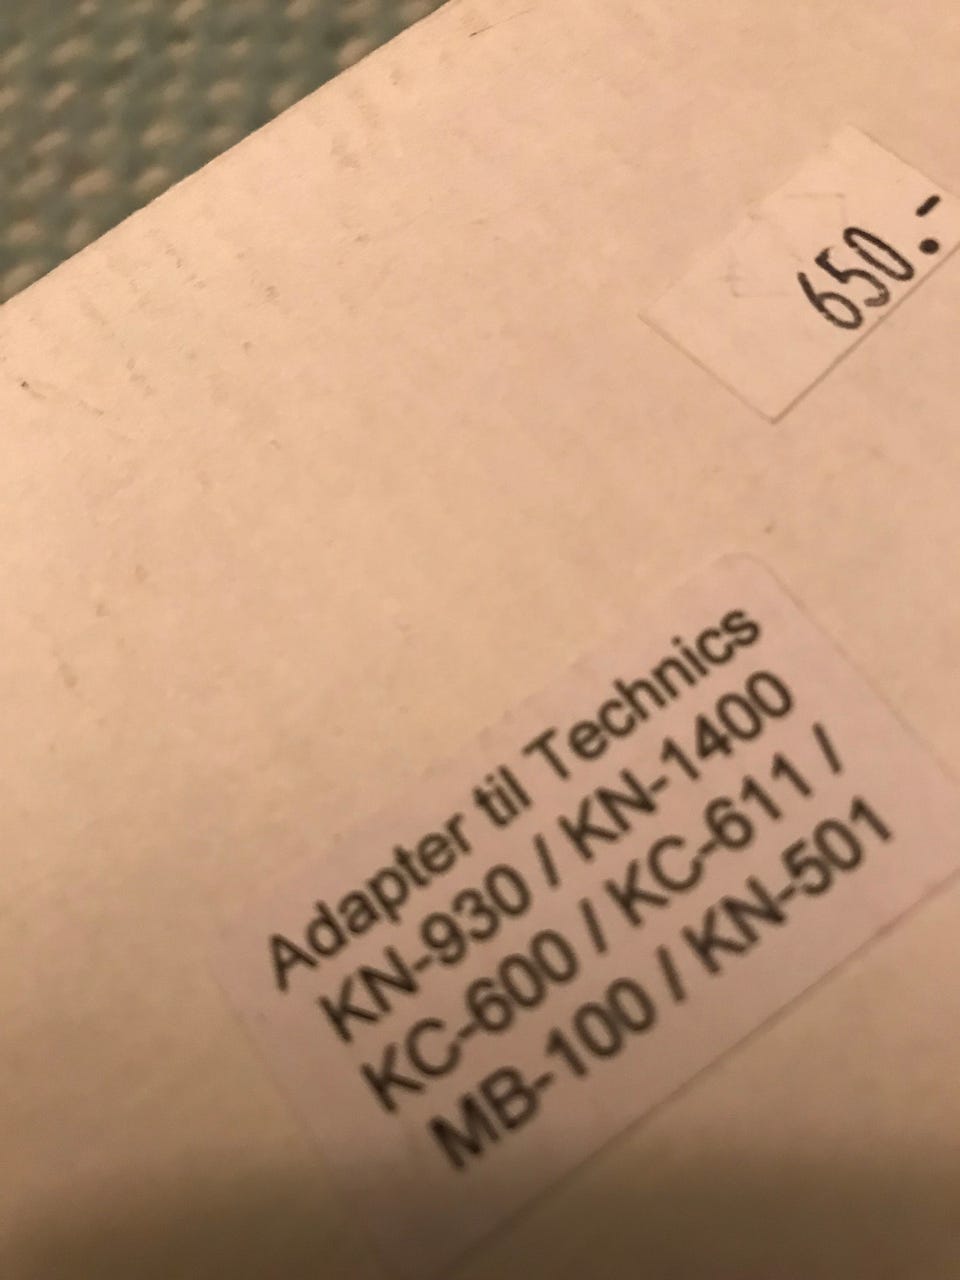 650.-
Adapter til Technics
KN-930 / KN-1400
KC-600 / KC-611 /
MB-100 / KN-501